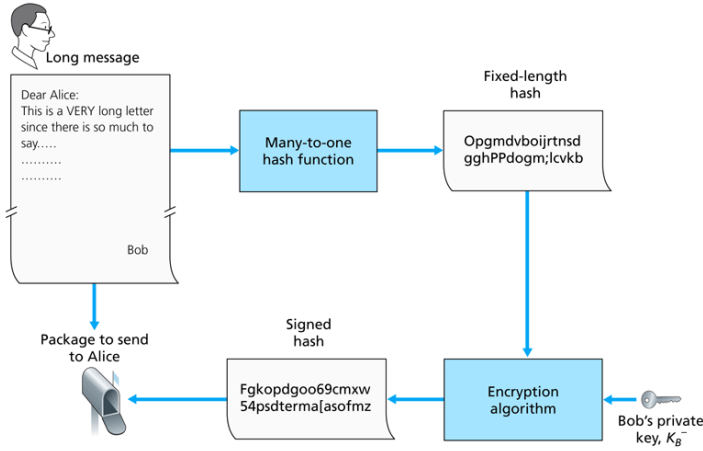 Long message
Dear Alice:
This is a VERY long letter
since there is so much to
say.....
..........
..........
Bob
Many-to-one
hash function
Fixed-length
hash
Opgmdvboijrtnsd
gghPPdogm;lcvkb
Package to send
to Alice
Signed
hash
Fgkopdgoo69cmxw
54psdterma[asofmz
Encryption
algorithm
Bob's private
key, K_B^-